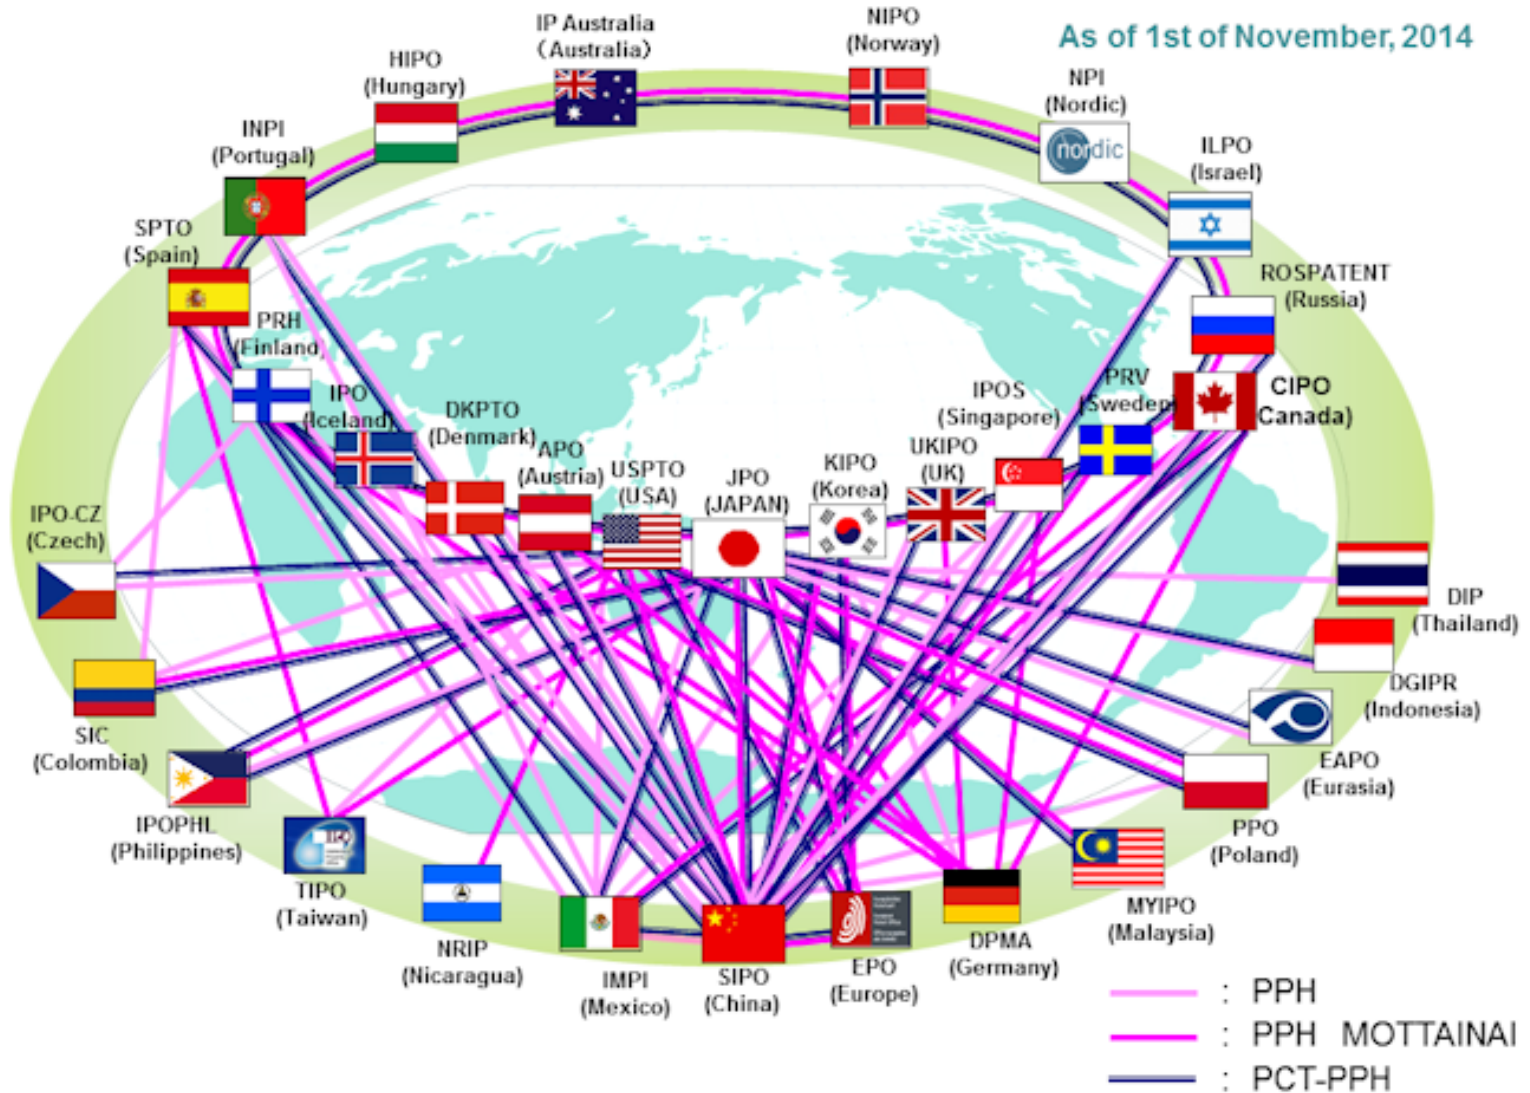 As of 1st of November, 2014
IP Australia
(Australia)
NIPO
(Norway)
HIPO
(Hungary)
NPI
(Nordic)
nordic
INPI
(Portugal)
ILPO
(Israel)
SPTO
(Spain)
ROSPATENT
(Russia)
PRH
(Finland)
IPO
(Iceland)
DKPTO
(Denmark)
APO
(Austria)
USPTO
(USA)
JPO
(JAPAN)
KIPO
(Korea)
UKIPO
(UK)
IPOS
(Singapore)
PRV
(Sweden)
CIPO
(Canada)
IPO-CZ
(Czech)
DIP
(Thailand)
SIC
(Colombia)
DGIPR
(Indonesia)
IPOPHL
(Philippines)
EAPO
(Eurasia)
TIPO
(Taiwan)
PPO
(Poland)
NRIP
(Nicaragua)
IMPI
(Mexico)
SIPO
(China)
EPO
(Europe)
DPMA
(Germany)
MYIPO
(Malaysia)
: PPH
: PPH MOTTAINAI
: PCT-PPH